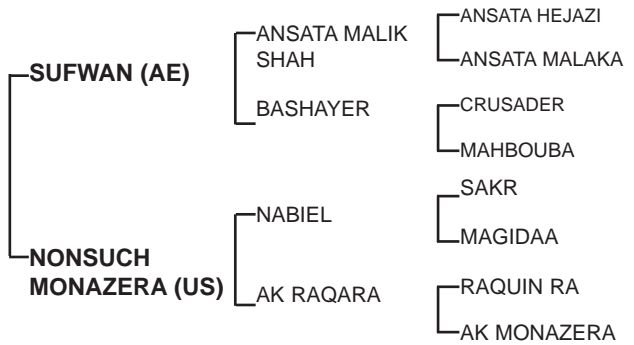 SUFWAN (AE)
NONSUCH
MONAZERA (US)
ANSATA MALIK
SHAH
BASHAYER
NABIEL
AK RAQARA
ANSATA HEJAZI
ANSATA MALAKA
CRUSADER
MAHBOUBA
SAKR
MAGIDAA
RAQUIN RA
AK MONAZERA